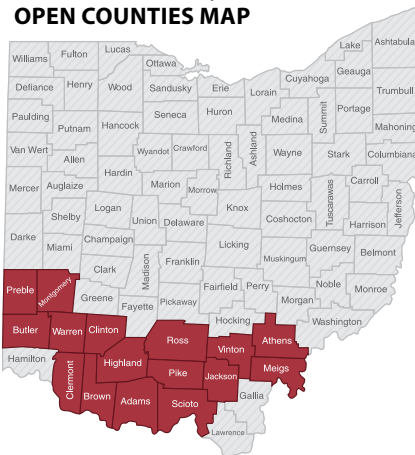 OPEN COUNTIES MAP
Williams
Fulton
Lucas
Ottawa
Lake
Ashtabula
Geauga
Cuyahoga
Defiance
Henry
Wood
Sandusky
Erie
Lorain
Trumbull
Summit
Portage
Paulding
Putnam
Hancock
Seneca
Huron
Medina
Mahoning
Van Wert
Allen
Wyandot
Crawford
Richland
Ashland
Wayne
Stark
Columbiana
Hardin
Mercer
Auglaize
Marion
Morrow
Holmes
Tuscarawas
Carroll
Jefferson
Shelby
Logan
Union
Delaware
Knox
Coshocton
Harrison
Darke
Miami
Champaign
Licking
Guernsey
Belmont
Clark
Madison
Franklin
Muskingum
Preble
Montgomery
Greene
Fayette
Pickaway
Fairfield
Perry
Morgan
Noble
Monroe
Butler
Warren
Clinton
Ross
Hocking
Athens
Washington
Hamilton
Clermont
Highland
Pike
Vinton
Jackson
Meigs
Brown
Adams
Scioto
Gallia
Lawrence